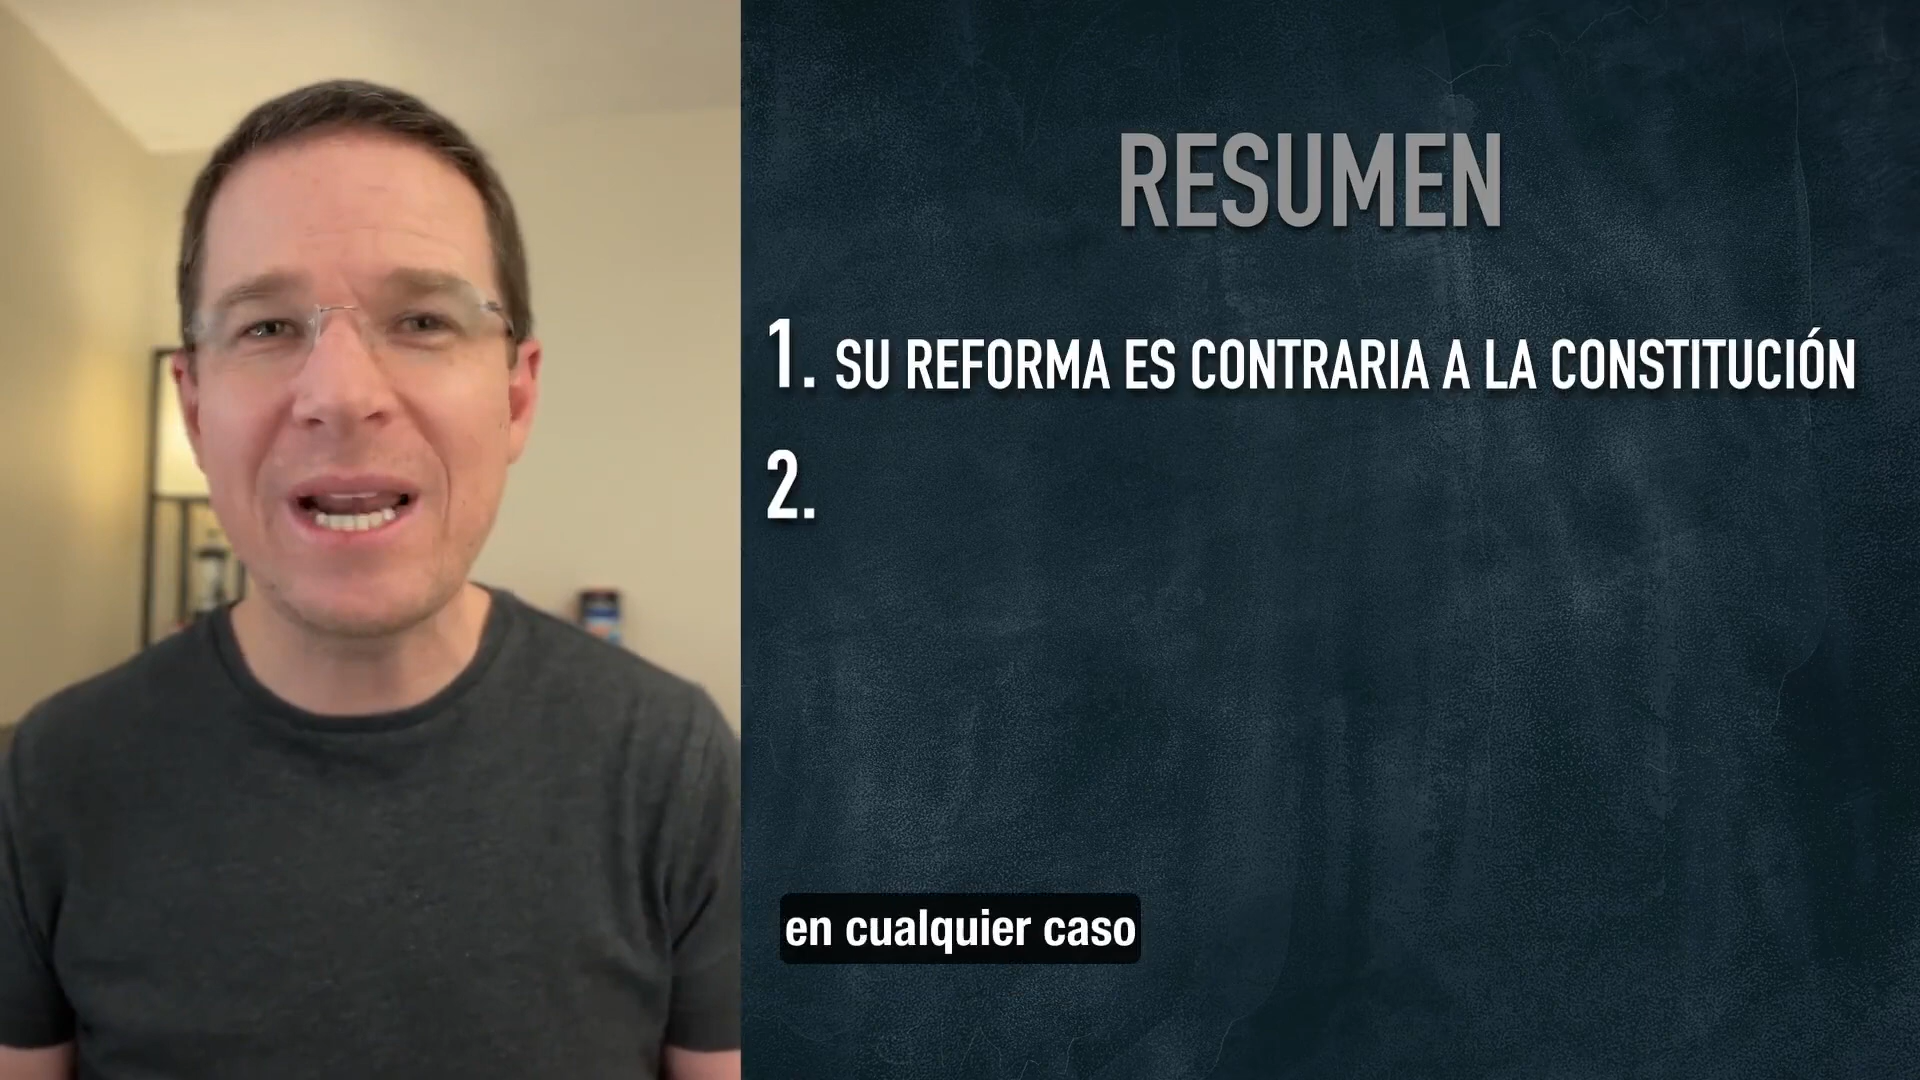 RESUMEN
1. SU REFORMA ES CONTRARIA A LA CONSTITUCIÓN
2.
en cualquier caso